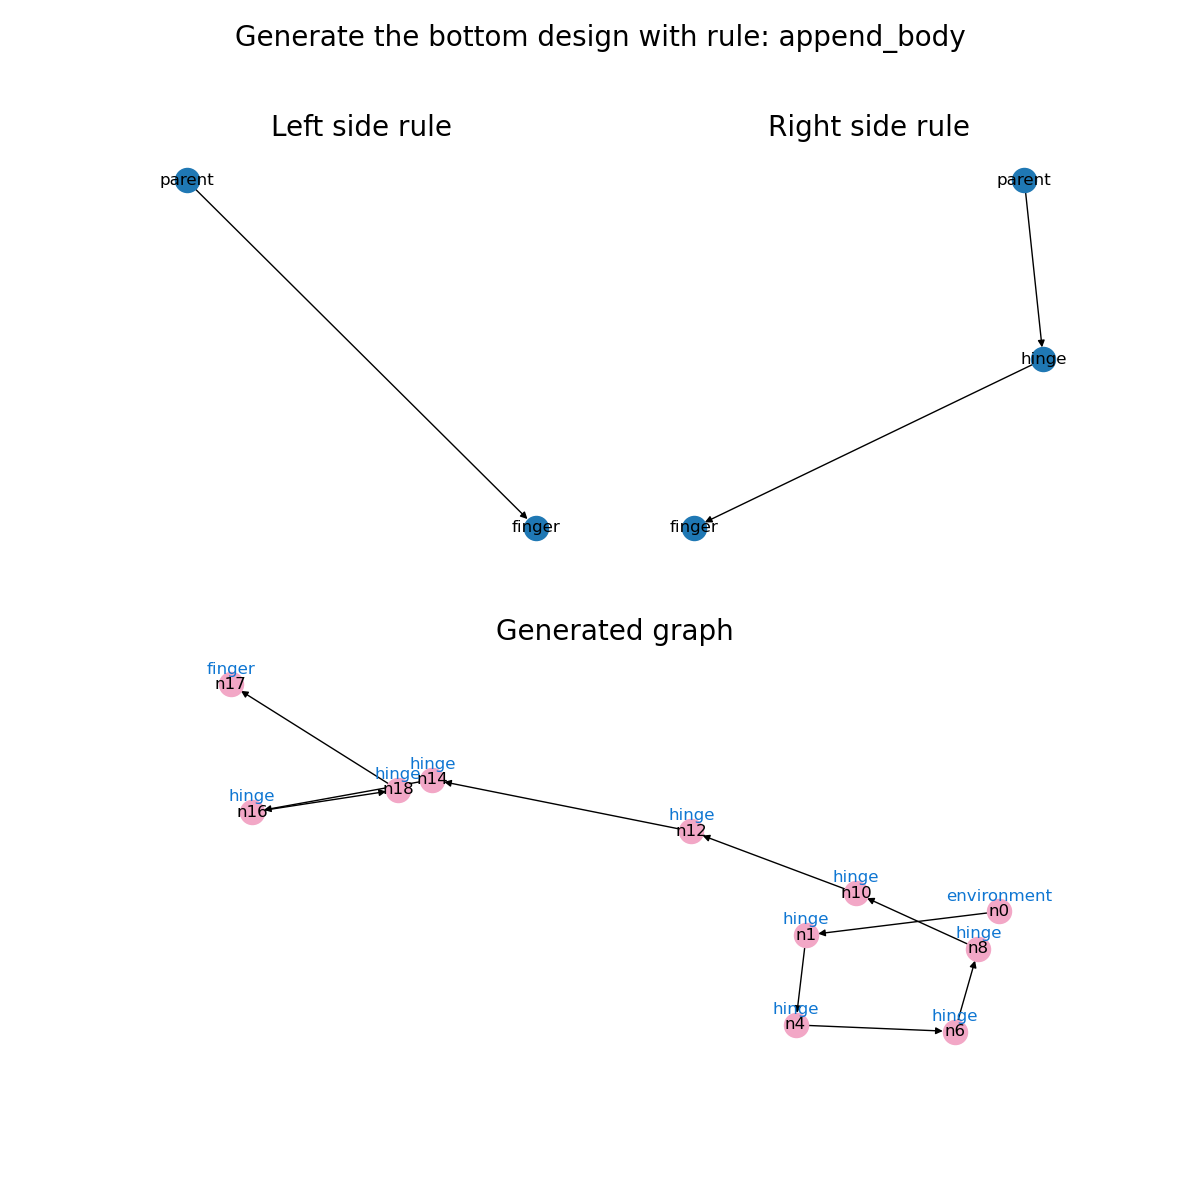 Generate the bottom design with rule: append_body
Left side rule
Right side rule
parent
parent
hinge
finger
finger
Generated graph
finger
n17
hinge
n14
hinge
n18
hinge
n16
hinge
n12
hinge
n10
environment
n0
hinge
n1
hinge
n8
hinge
n4
hinge
n6